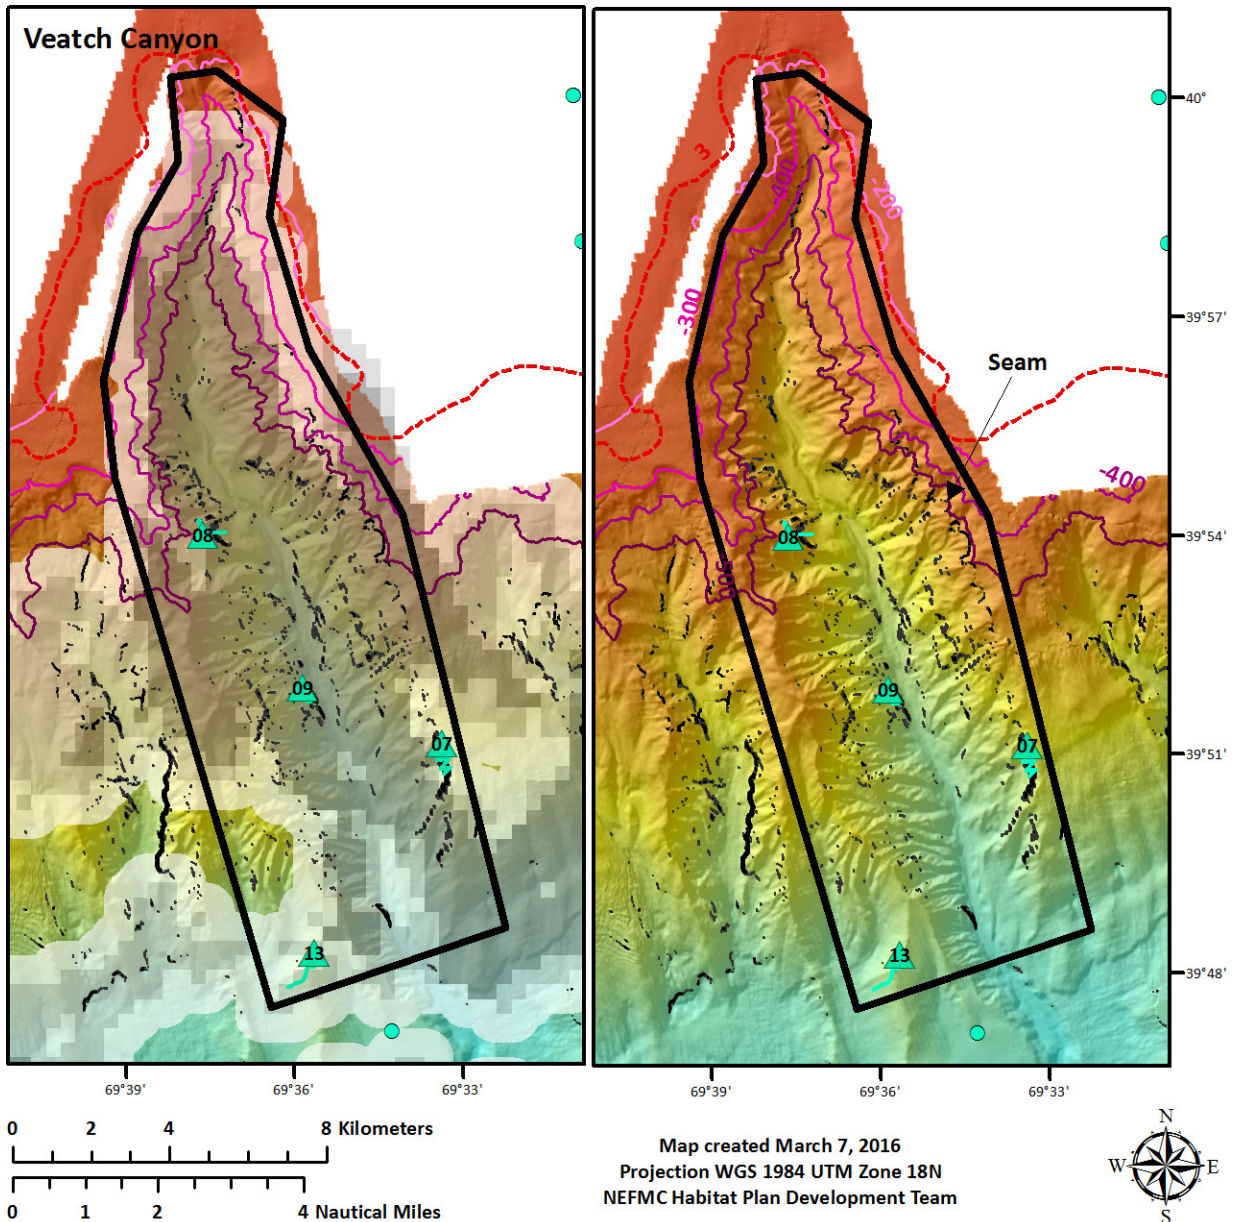 Veatch Canyon
3
-400
-200
-300
Seam
-400
08
09
07
13
08
09
07
13
40°
39°57'
39°54'
39°51'
39°48'
69°39'
69°36'
69°33'
69°39'
69°36'
69°33'
0 2 4 8 Kilometers
0 1 2 4 Nautical Miles
Map created March 7, 2016
Projection WGS 1984 UTM Zone 18N
NEFMC Habitat Plan Development Team
N
W E
S